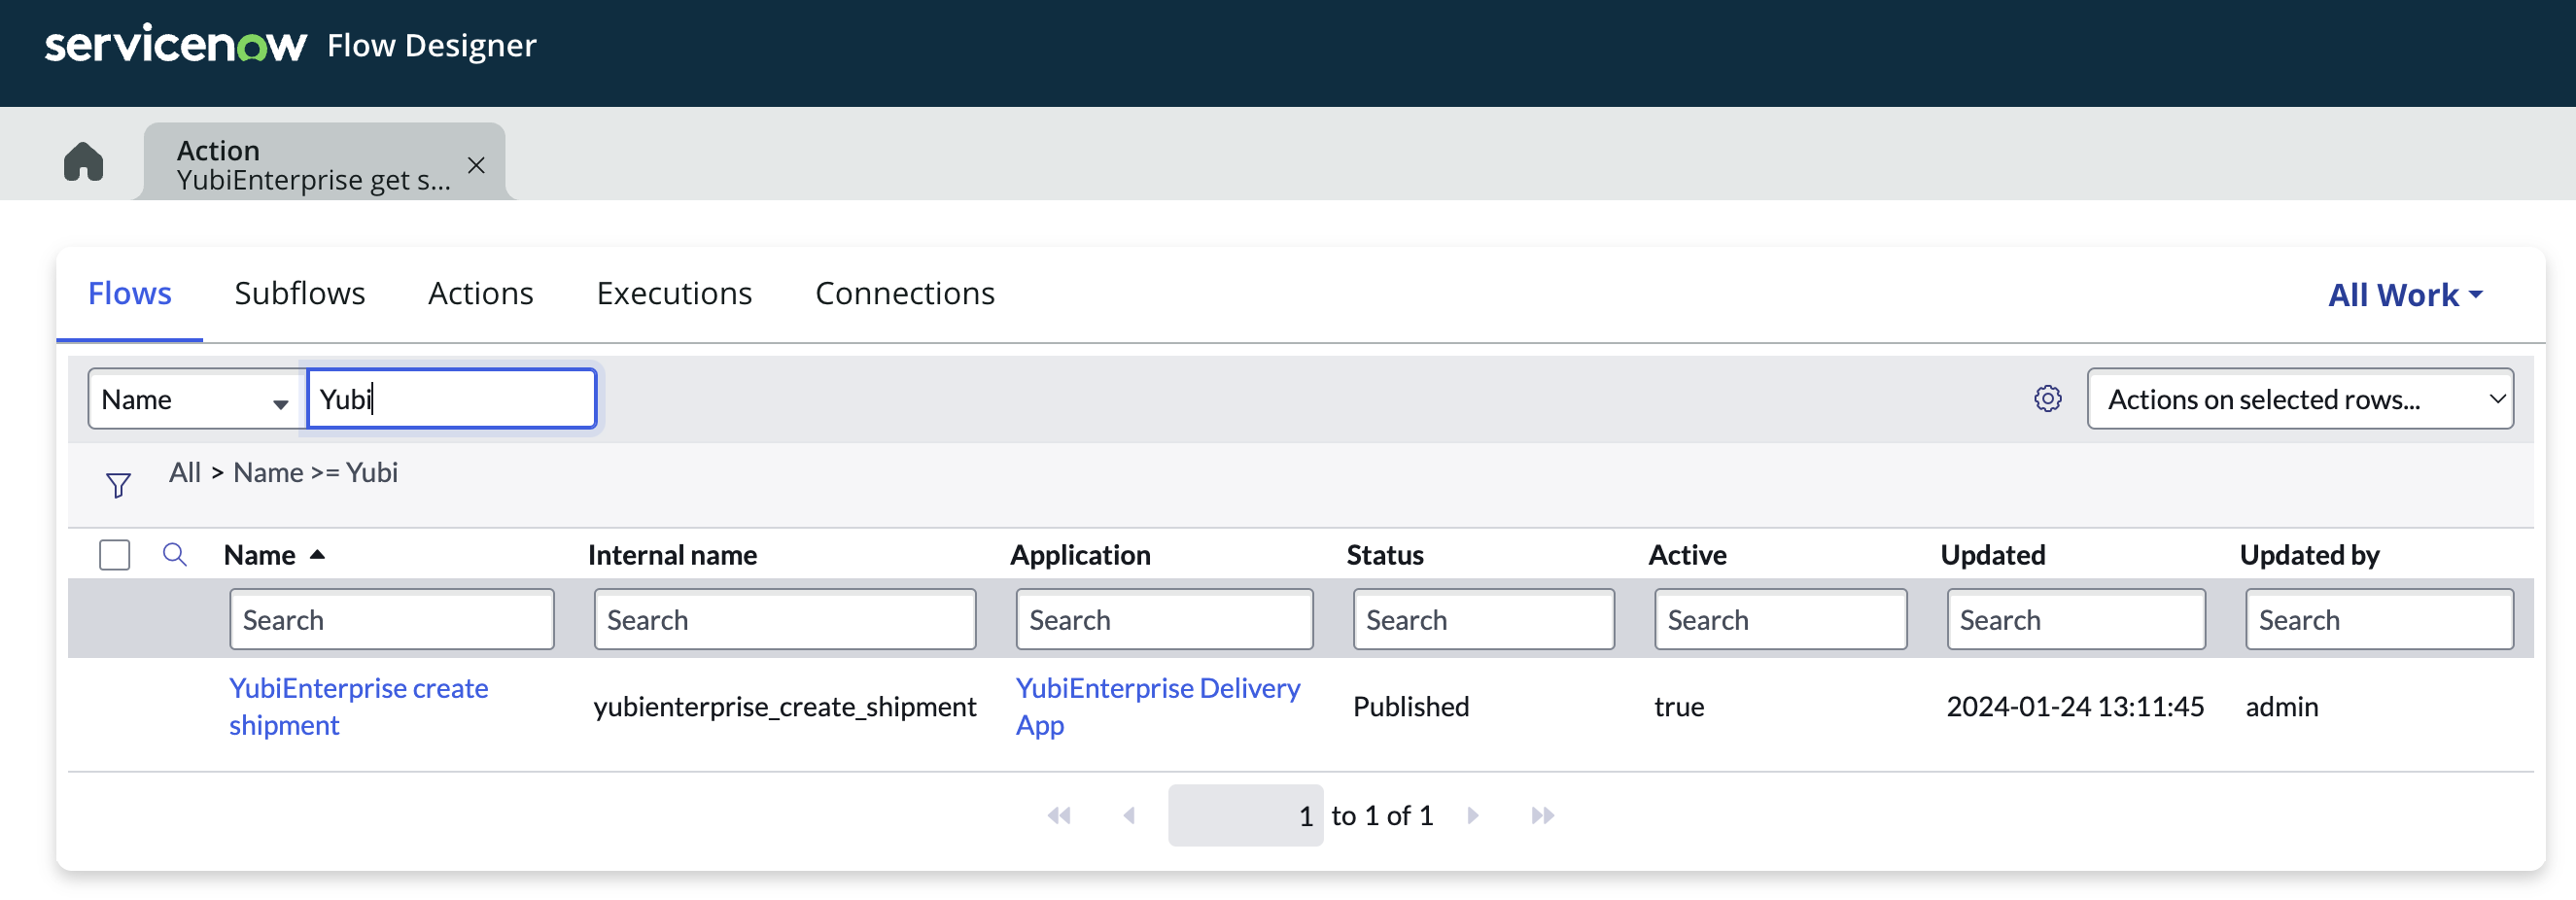 servicenow Flow Designer
Action
YubiEnterprise get s...
Flows Subflows Actions Executions Connections All Work
Name Yubi Actions on selected rows...
All > Name >= Yubi
Name Internal name Application Status Active Updated Updated by
Search Search Search Search Search Search Search
YubiEnterprise create shipment yubienterprise_create_shipment YubiEnterprise Delivery App Published true 2024-01-24 13:11:45 admin
1 to 1 of 1